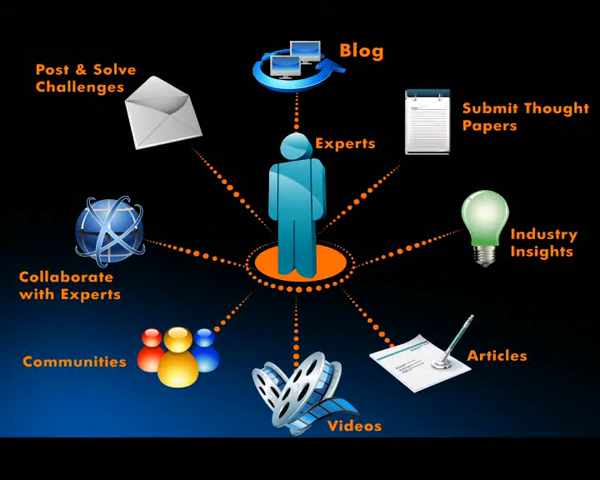 Blog
Post & Solve
Challenges
Submit Thought
Papers
Experts
Industry
Insights
Collaborate
with Experts
Communities
Articles
Videos